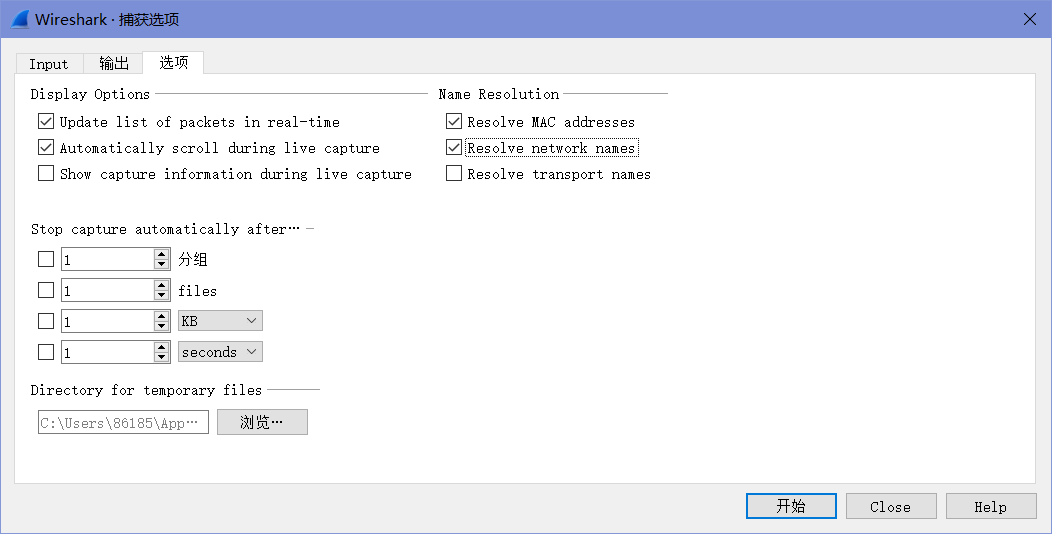 Wireshark · 捕获选项
Input 输出 选项
Display Options
Update list of packets in real-time
Automatically scroll during live capture
Show capture information during live capture
Name Resolution
Resolve MAC addresses
Resolve network names
Resolve transport names
Stop capture automatically after…
1 分组
1 files
1 KB
1 seconds
Directory for temporary files
C:\Users\86185\App… 浏览…
开始 Close Help